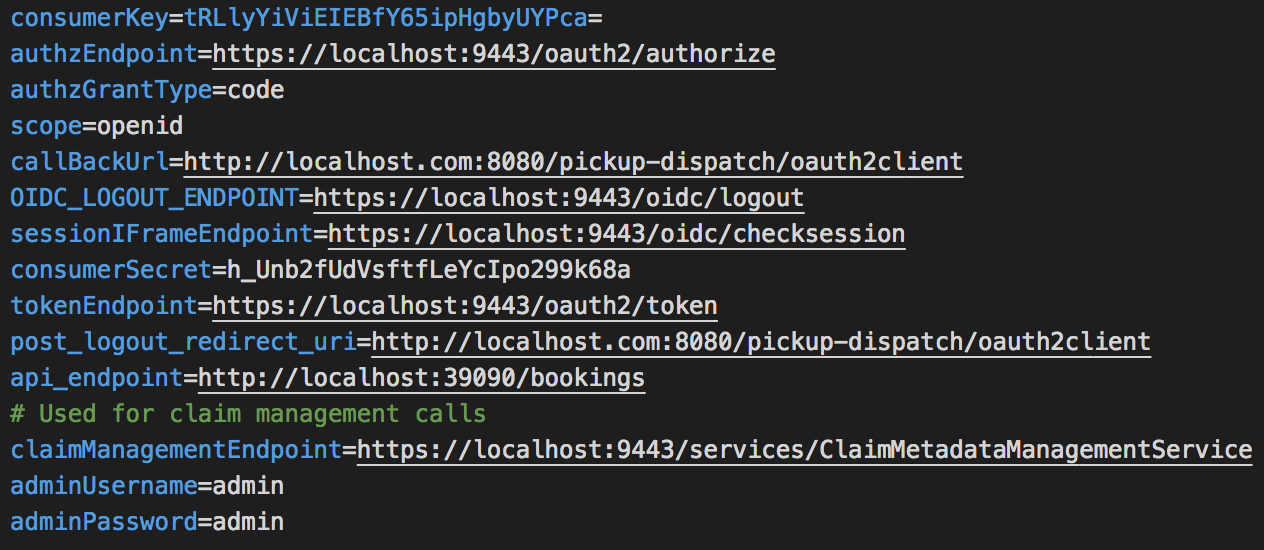 consumerKey=tRLlyYiViEIEBfY65ipHgbyUYPca=
authzEndpoint=https://localhost:9443/oauth2/authorize
authzGrantType=code
scope=openid
callBackUrl=http://localhost.com:8080/pickup-dispatch/oauth2client
OIDC_LOGOUT_ENDPOINT=https://localhost:9443/oidc/logout
sessionIFrameEndpoint=https://localhost:9443/oidc/checksession
consumerSecret=h_Unb2fUdVsftfLeYcIpo299k68a
tokenEndpoint=https://localhost:9443/oauth2/token
post_logout_redirect_uri=http://localhost.com:8080/pickup-dispatch/oauth2client
api_endpoint=http://localhost:39090/bookings
# Used for claim management calls
claimManagementEndpoint=https://localhost:9443/services/ClaimMetadataManagementService
adminUsername=admin
adminPassword=admin